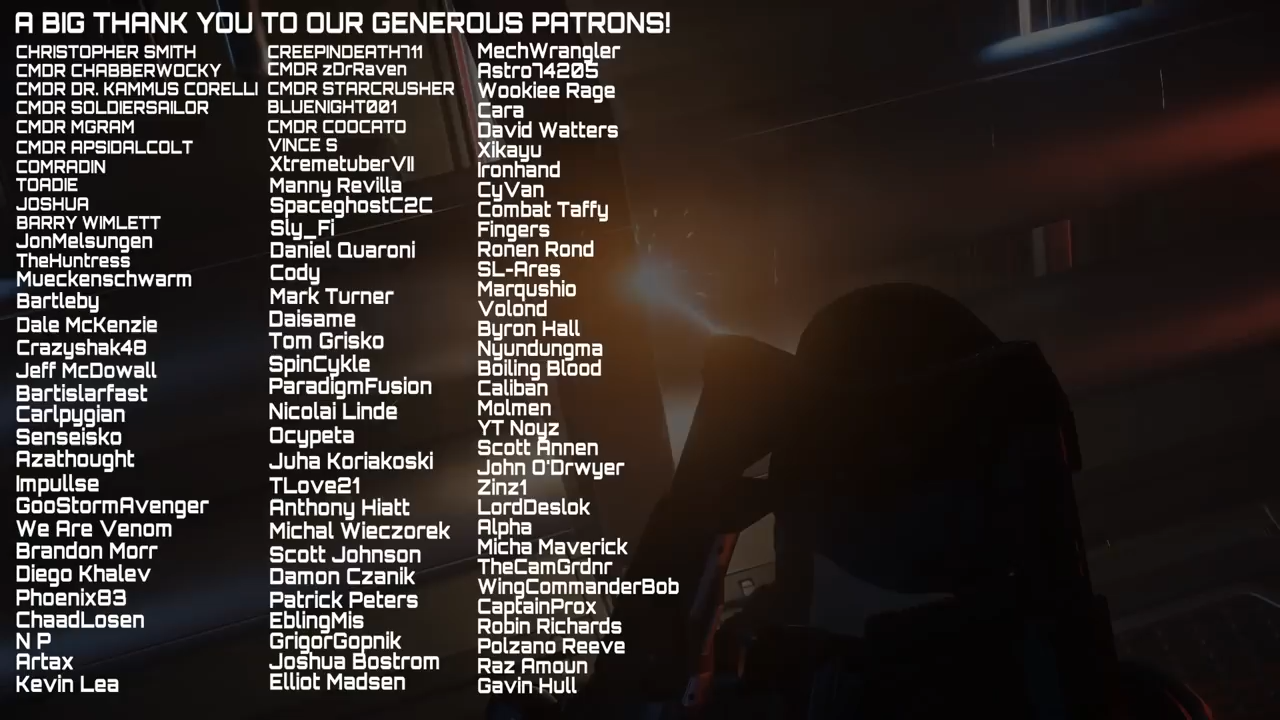 A BIG THANK YOU TO OUR GENEROUS PATRONS!
CHRISTOPHER SMITH
CMDR CHABBERWOCKY
CMDR DR. KAMMUS CORELLI
CMDR SOLDIERSAILOR
CMDR MGRAM
CMDR APSIDALCOLT
COMRADIN
TOADIE
JOSHUA
BARRY WIMLETT
JonMelsungen
TheHuntress
Mueckenschwarm
Bartleby
Dale McKenzie
Crazyshak48
Jeff McDowall
Bartislarfast
Carlpygian
Senseisko
Azathought
Impullse
GooStormAvenger
We Are Venom
Brandon Morr
Diego Khalev
Phoenix83
ChaadLosen
N P
Artax
Kevin Lea
CREEPINDEATH711
CMDR zDrRaven
CMDR STARCRUSHER
BLUENIGHT001
CMDR COOCATO
VINCE S
XtremetuberVII
Manny Revilla
SpaceghostC2C
Sly_Fi
Daniel Quaroni
Cody
Mark Turner
Daisame
Tom Grisko
SpinCykle
ParadigmFusion
Nicolai Linde
Ocypeta
Juha Koriakoski
TLove21
Anthony Hiatt
Michal Wieczorek
Scott Johnson
Damon Czanik
Patrick Peters
EblingMis
GrigorGopnik
Joshua Bostrom
Elliot Madsen
MechWrangler
Astro74205
Wookiee Rage
Cara
David Watters
Xikayu
Ironhand
CyVan
Combat Taffy
Fingers
Ronen Rond
SL-Ares
Marqushio
Volond
Byron Hall
Nyundungma
Boiling Blood
Caliban
Molmen
YT Noyz
Scott Annen
John O'Drwyer
Zinz1
LordDeslok
Alpha
Micha Maverick
TheCamGrdnr
WingCommanderBob
CaptainProx
Robin Richards
Polzano Reeve
Raz Amoun
Gavin Hull